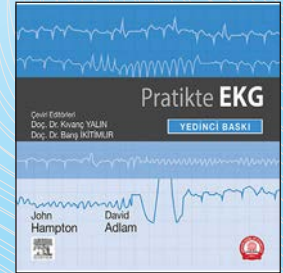 Pratikte EKG
YEDİNCİ BASKI
Çeviri Editörleri
Doç. Dr. Kıvanç YALIN
Doç. Dr. Barış İKİTİMUR
John
Hampton
David
Adlam